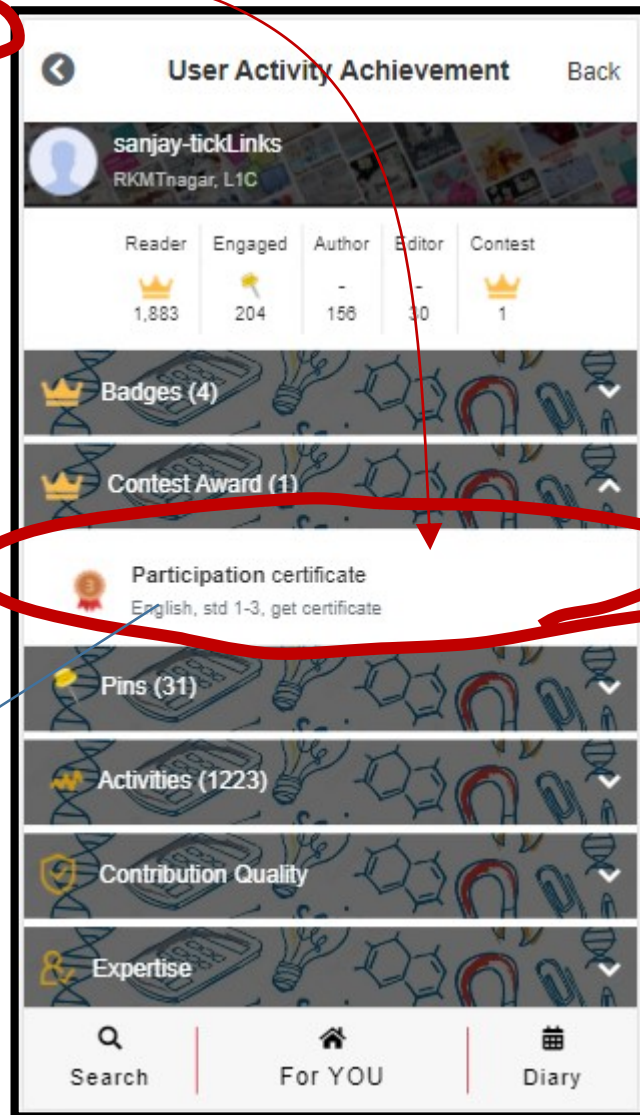 User Activity Achievement Back
sanjay-tickLinks
RKMTnagar, L1C
Reader Engaged Author Editor Contest
- -
1,883 204 156 30 1
Badges (4)
Contest Award (1)
3
Participation certificate
English, std 1-3, get certificate
Pins (31)
Activities (1223)
Contribution Quality
Expertise
Search For YOU Diary